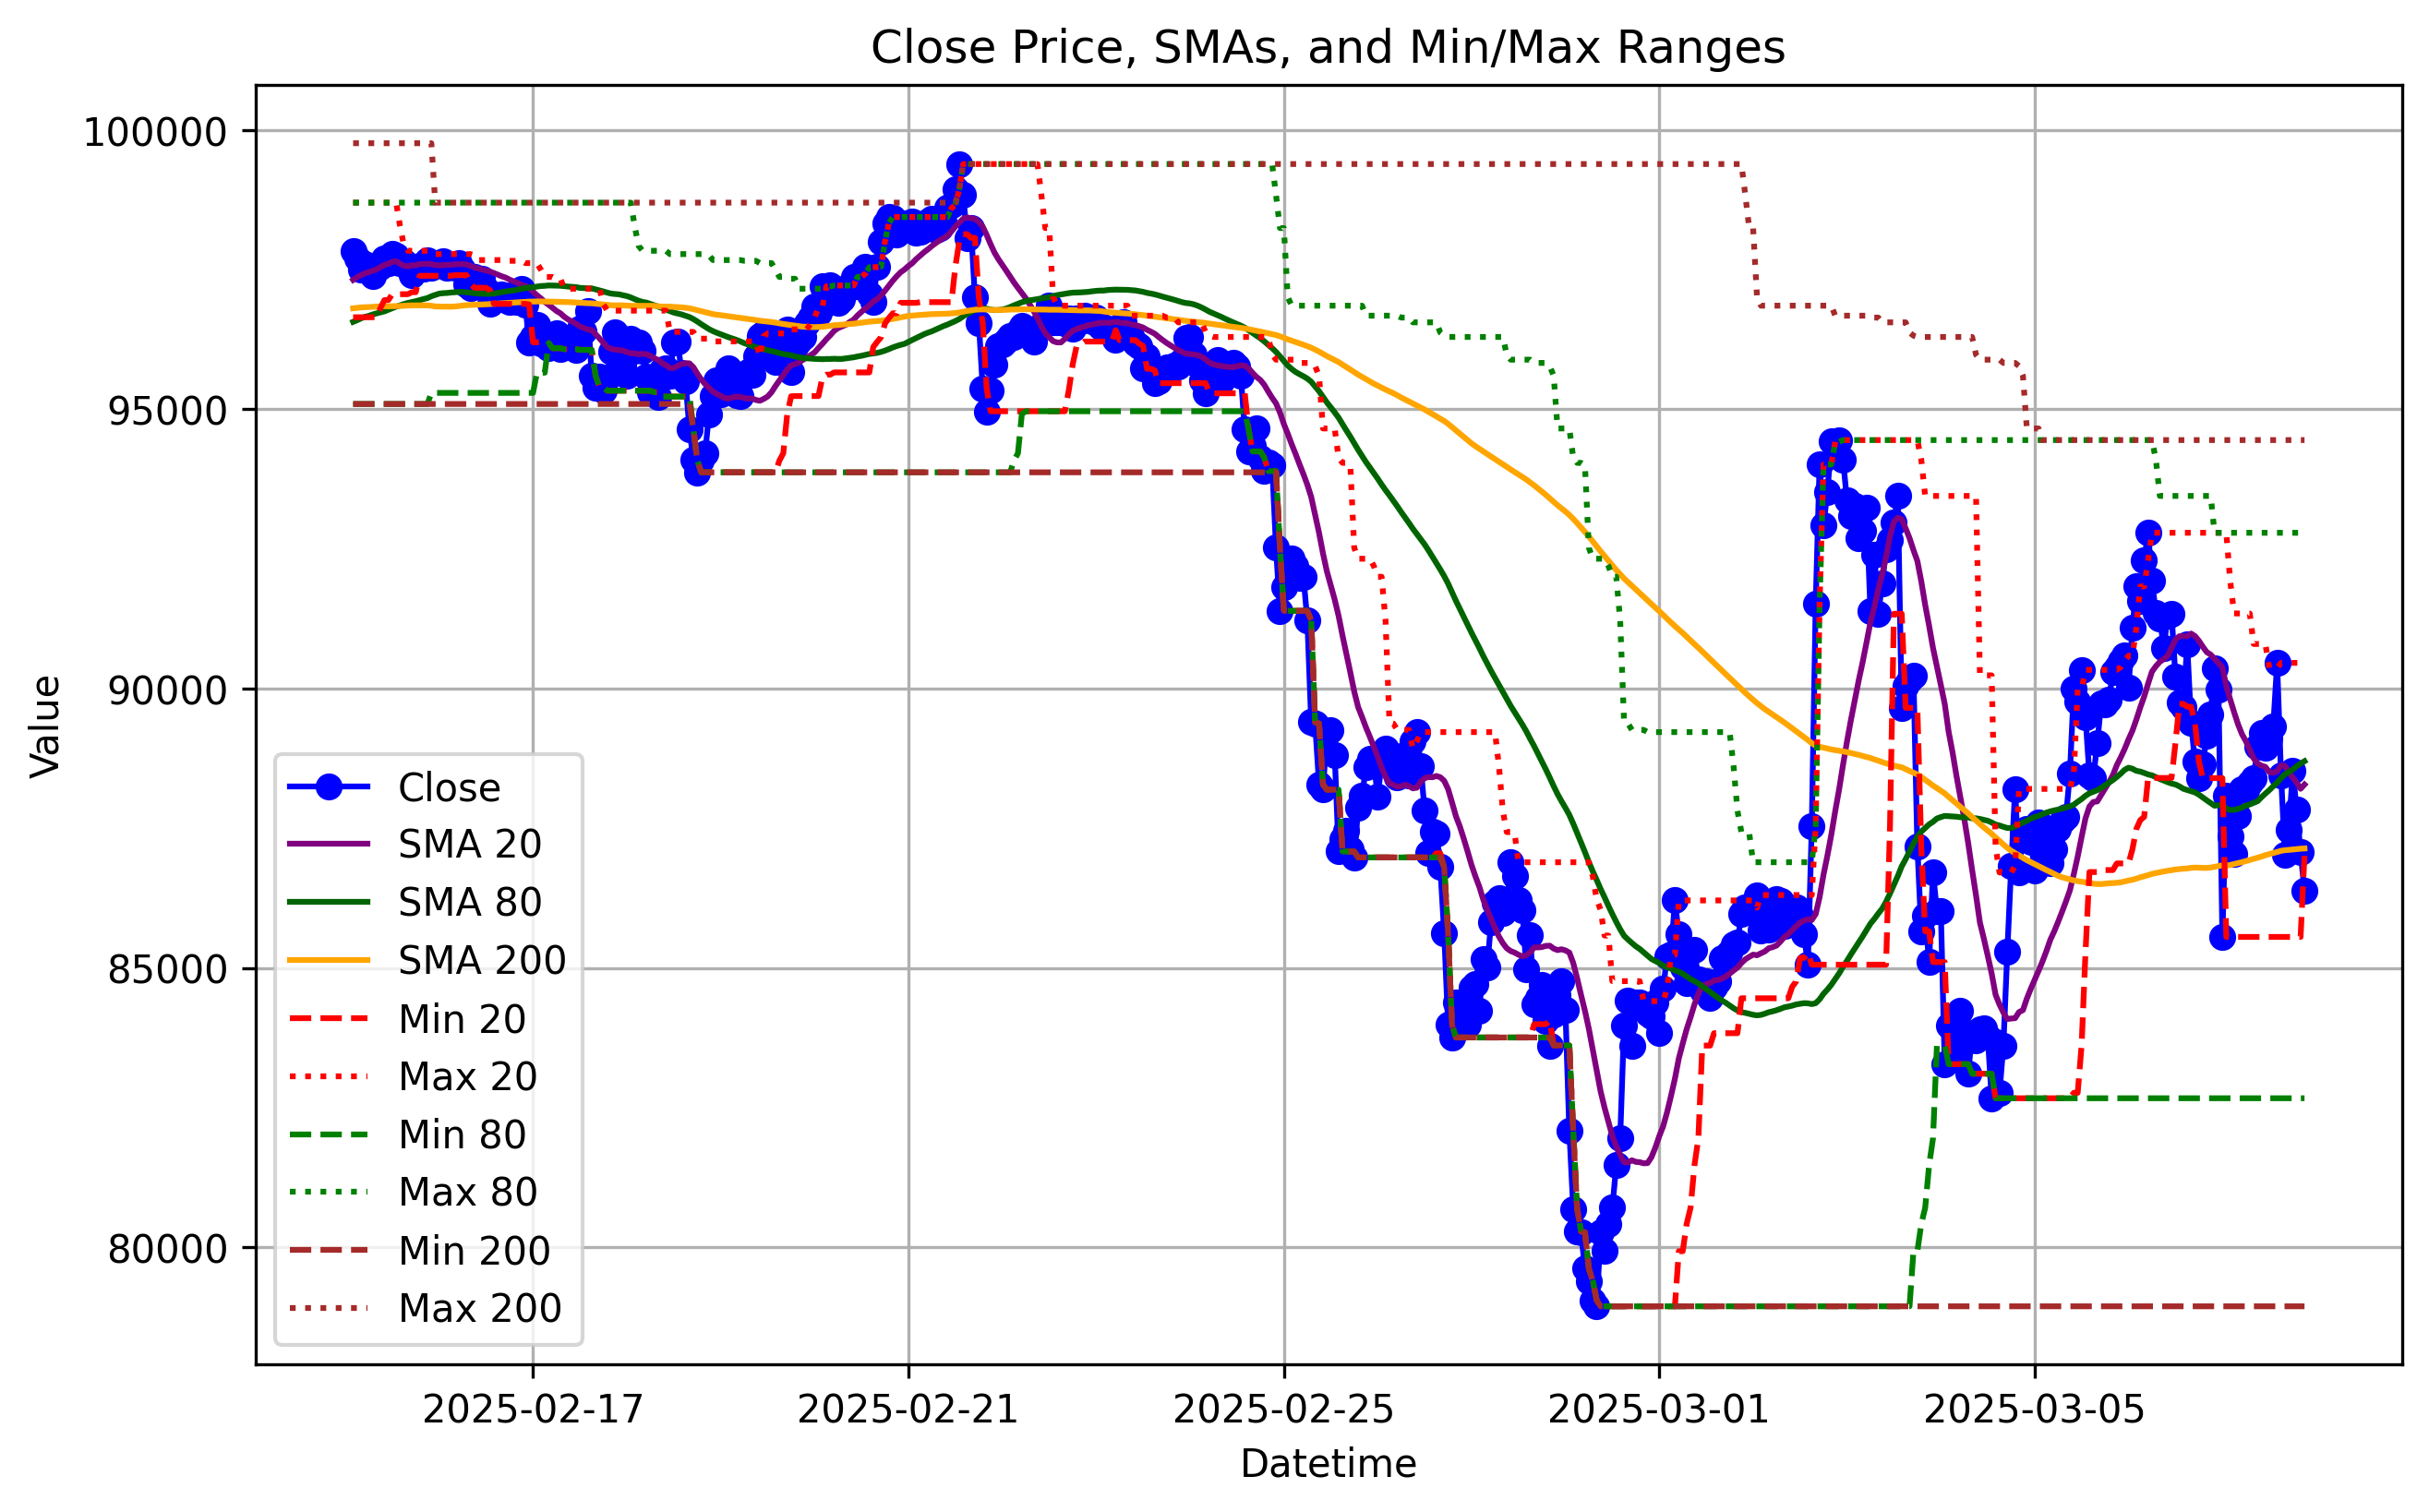 Close Price, SMAs, and Min/Max Ranges
100000
95000
90000
85000
80000
Value
Close
SMA 20
SMA 80
SMA 200
Min 20
Max 20
Min 80
Max 80
Min 200
Max 200
2025-02-17
2025-02-21
2025-02-25
2025-03-01
2025-03-05
Datetime